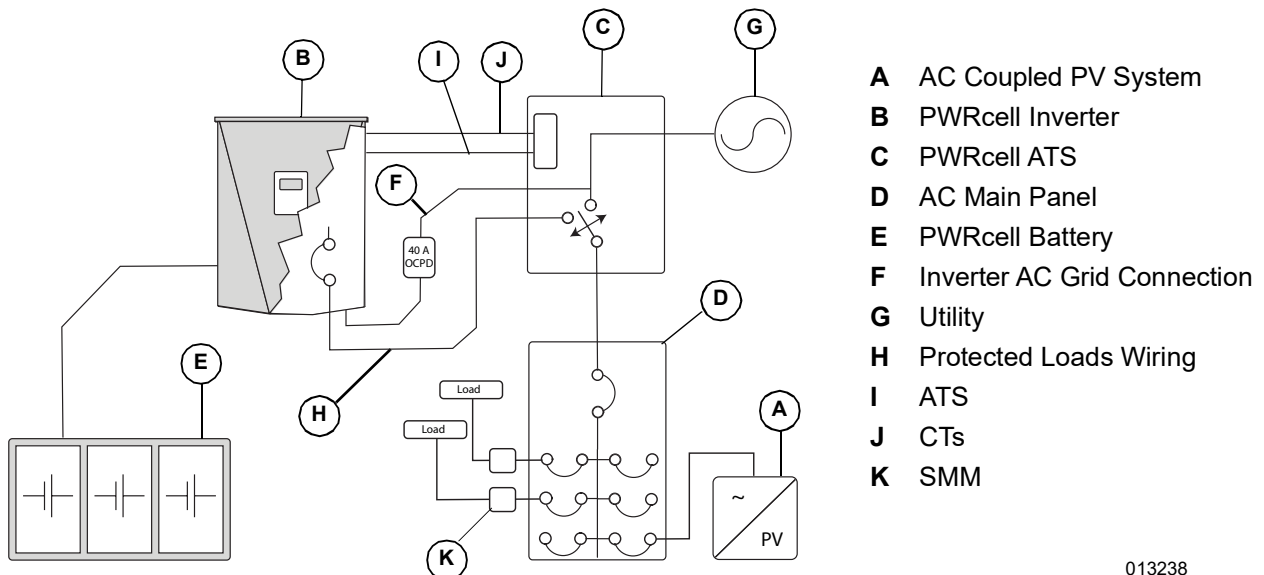 B
I
J
C
G
F
40 A
OCPD
D
E
H
Load
Load
A
~
PV
K
A AC Coupled PV System
B PWRcell Inverter
C PWRcell ATS
D AC Main Panel
E PWRcell Battery
F Inverter AC Grid Connection
G Utility
H Protected Loads Wiring
I ATS
J CTs
K SMM
013238